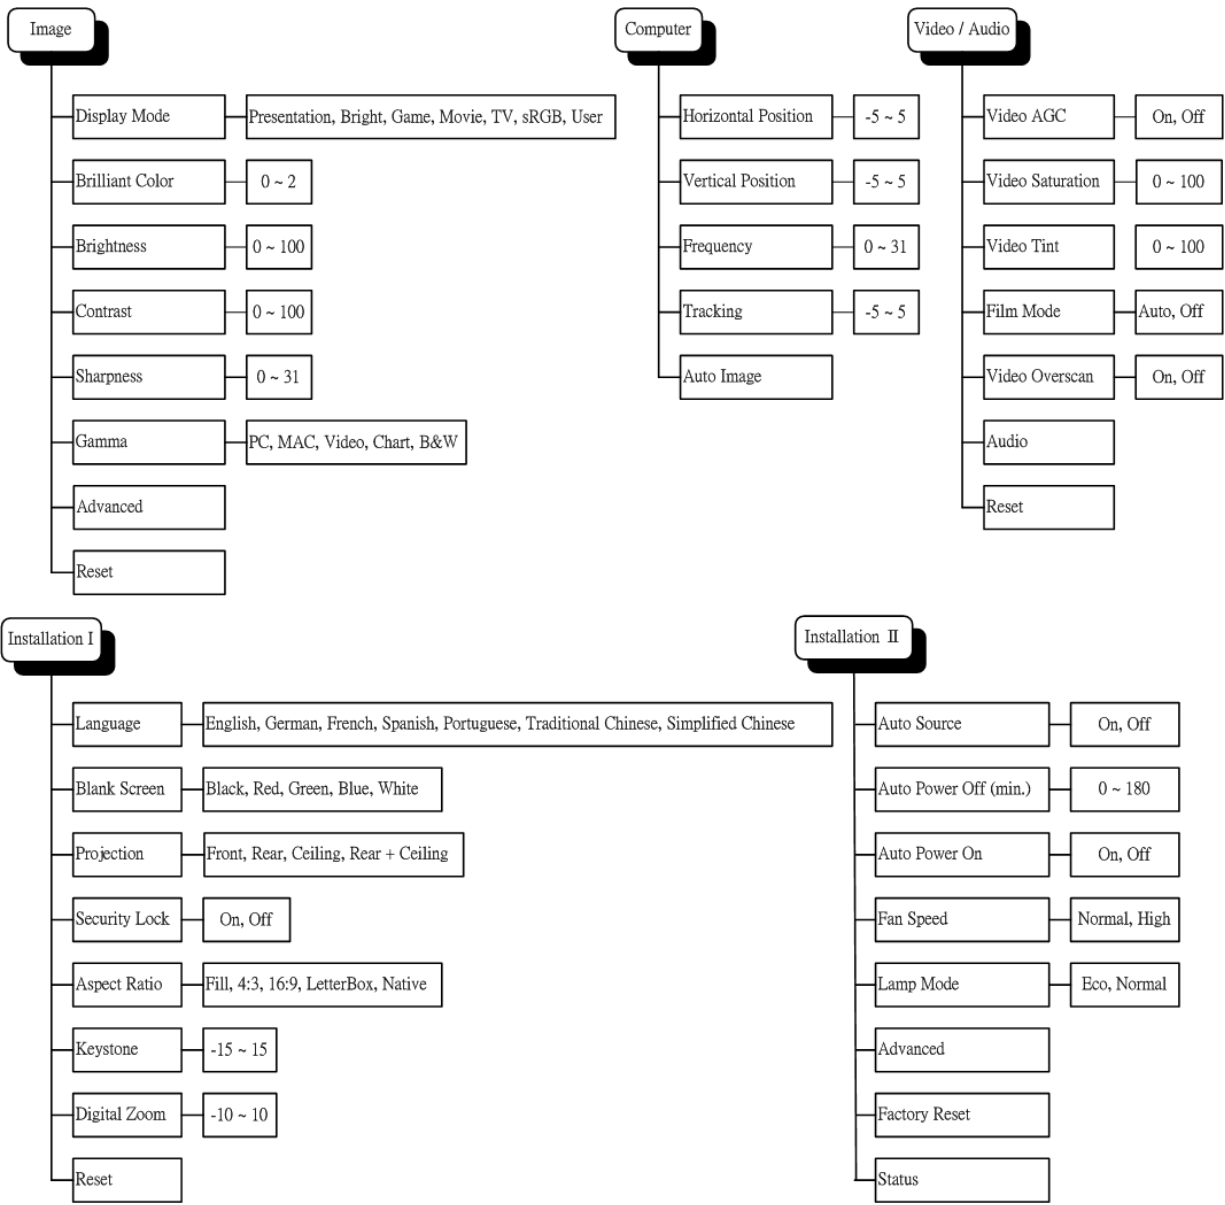 Image
Display Mode Presentation, Bright, Game, Movie, TV, sRGB, User
Brilliant Color 0 ~ 2
Brightness 0 ~ 100
Contrast 0 ~ 100
Sharpness 0 ~ 31
Gamma PC, MAC, Video, Chart, B&W
Advanced
Reset
Computer
Horizontal Position -5 ~ 5
Vertical Position -5 ~ 5
Frequency 0 ~ 31
Tracking -5 ~ 5
Auto Image
Video / Audio
Video AGC On, Off
Video Saturation 0 ~ 100
Video Tint 0 ~ 100
Film Mode Auto, Off
Video Overscan On, Off
Audio
Reset
Installation I
Language English, German, French, Spanish, Portuguese, Traditional Chinese, Simplified Chinese
Blank Screen Black, Red, Green, Blue, White
Projection Front, Rear, Ceiling, Rear + Ceiling
Security Lock On, Off
Aspect Ratio Fill, 4:3, 16:9, LetterBox, Native
Keystone -15 ~ 15
Digital Zoom -10 ~ 10
Reset
Installation II
Auto Source On, Off
Auto Power Off (min.) 0 ~ 180
Auto Power On On, Off
Fan Speed Normal, High
Lamp Mode Eco, Normal
Advanced
Factory Reset
Status